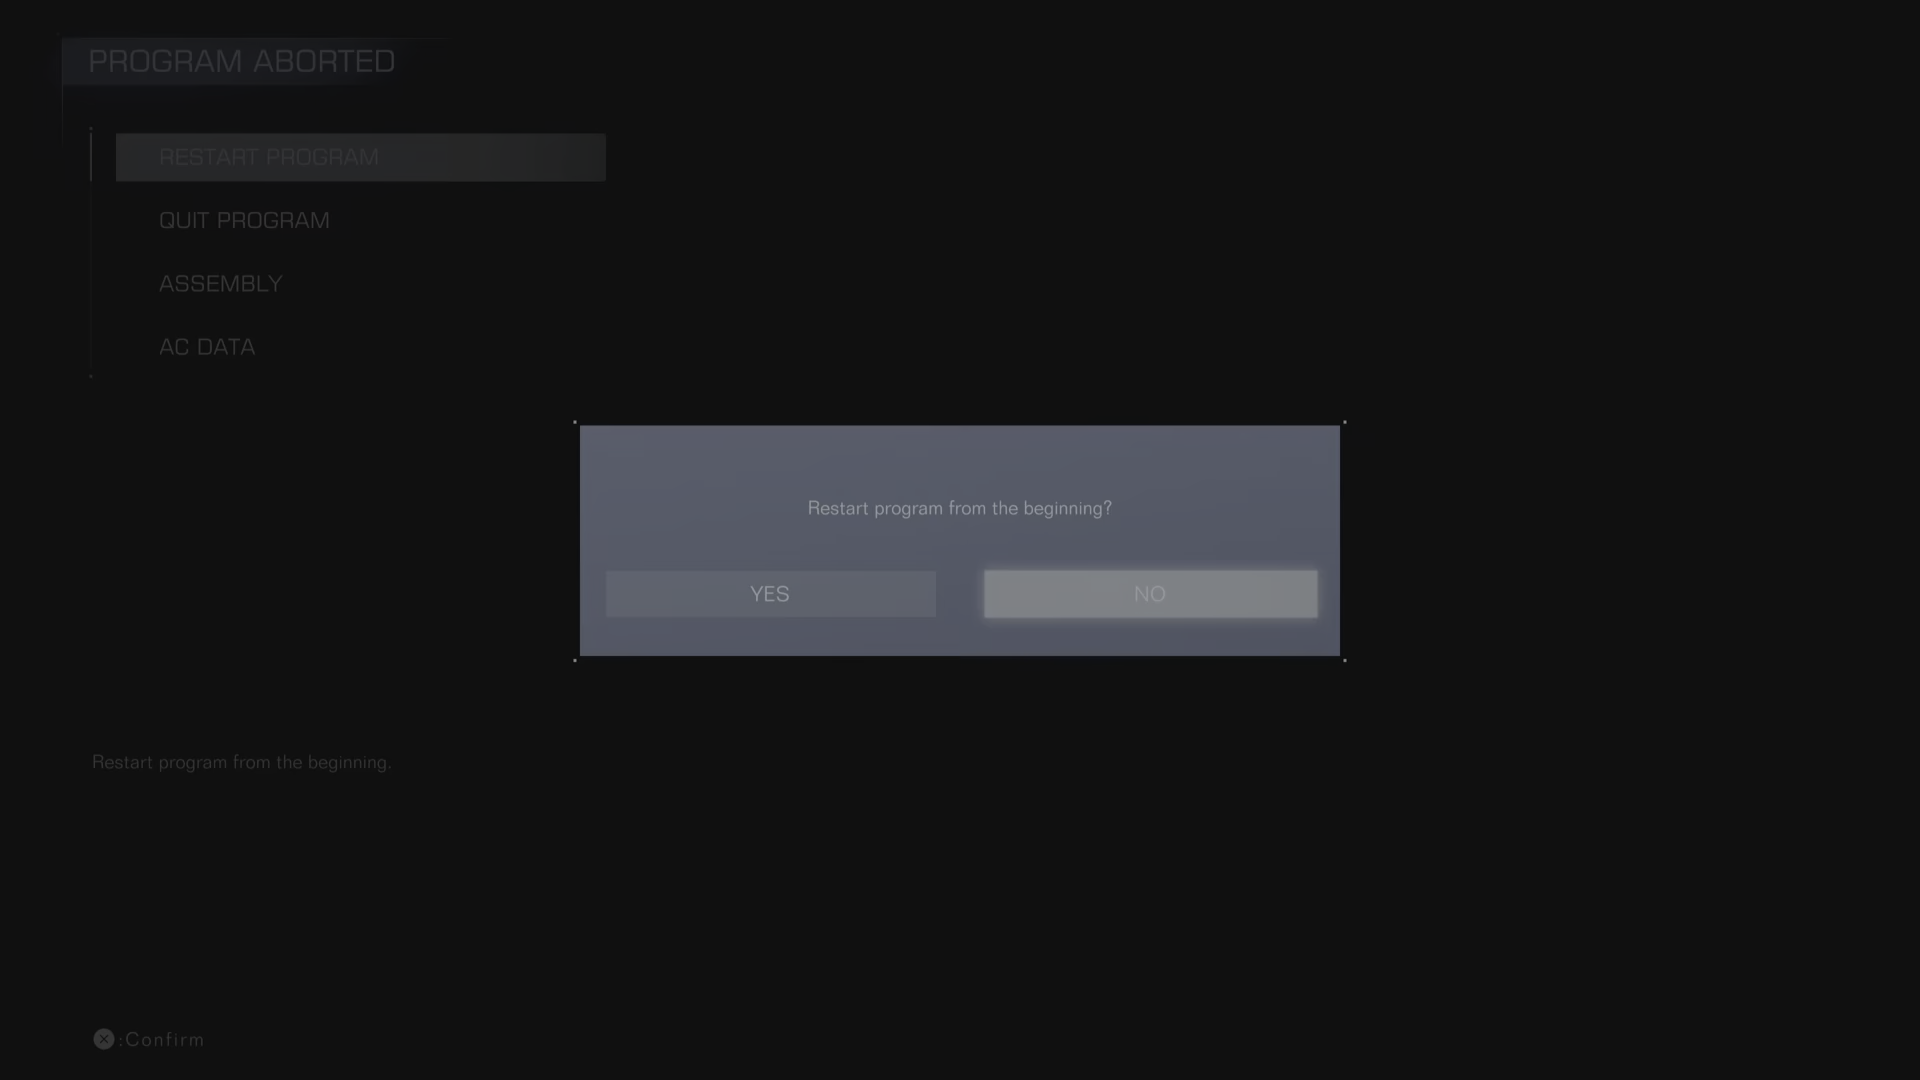 PROGRAM ABORTED
RESTART PROGRAM
QUIT PROGRAM
ASSEMBLY
AC DATA
Restart program from the beginning?
YES
NO
Restart program from the beginning.
:Confirm